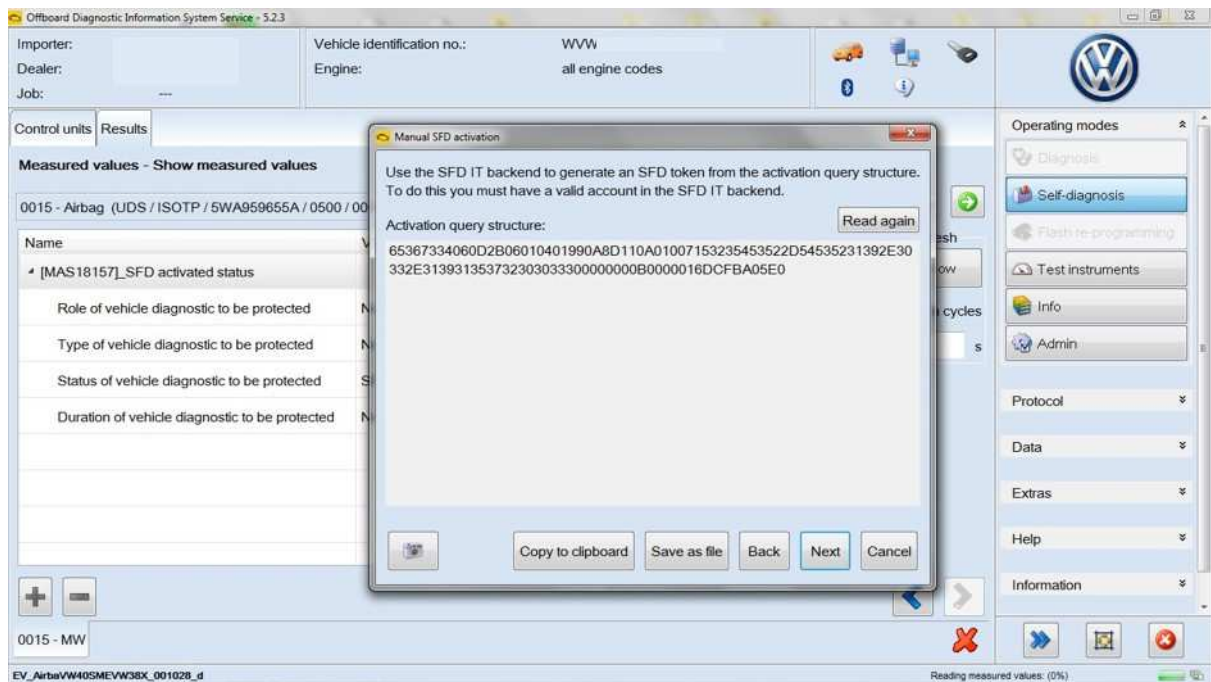 Offboard Diagnostic Information System Service - 5.2.3
Importer:
Dealer:
Job: ---
Vehicle identification no.: WVW
Engine: all engine codes
Control units Results
Measured values - Show measured values
0015 - Airbag (UDS / ISOTP / 5WA959655A / 0500 / 00
Name
[MAS18157]_SFD activated status
Role of vehicle diagnostic to be protected
Type of vehicle diagnostic to be protected
Status of vehicle diagnostic to be protected
Duration of vehicle diagnostic to be protected
esh
ow
cycles
s
Manual SFD activation
Use the SFD IT backend to generate an SFD token from the activation query structure.
To do this you must have a valid account in the SFD IT backend.
Activation query structure:
Read again
65367334060D2B06010401990A8D110A01007153235453522D54535231392E30
332E31393135373230303300000000B0000016DCFBA05E0
Copy to clipboard Save as file Back Next Cancel
0015 - MW
EV_AirbaVW40SMEVW38X_001028_d
Reading measured values: (0%)
Operating modes
Diagnosis
Self-diagnosis
Flash re-programming
Test instruments
Info
Admin
Protocol
Data
Extras
Help
Information